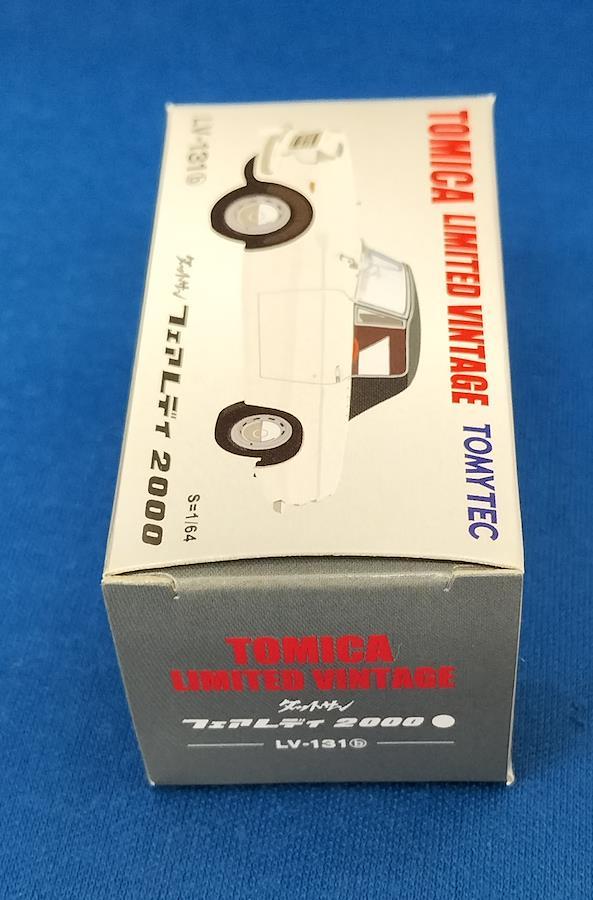 TOMICA LIMITED VINTAGE TOMYTEC
LV-131ⓑ
ダットサン
フェアレディ 2000
S=1/64
TOMICA
LIMITED VINTAGE
ダットサン
フェアレディ 2000
LV-131ⓑ